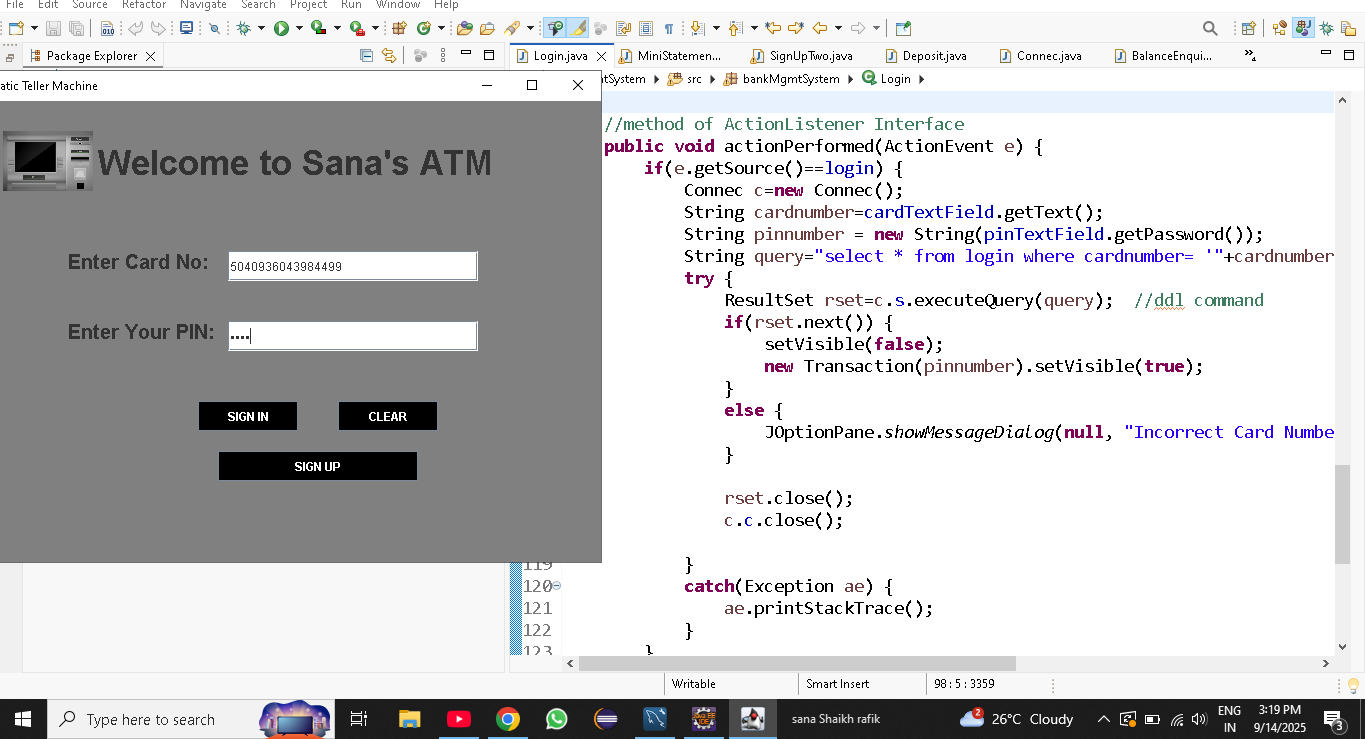 File Edit Source Refactor Navigate Search Project Run Window Help
Package Explorer
Login.java MiniStatemen... SignUpTwo.java Deposit.java Connec.java BalanceEnqui...
mtSystem src bankMgmtSystem Login
atic Teller Machine
Welcome to Sana's ATM
Enter Card No: 5040936043984499
Enter Your PIN: ....
SIGN IN CLEAR
SIGN UP
//method of ActionListener Interface
public void actionPerformed(ActionEvent e) {
if(e.getSource()==login) {
Connec c=new Connec();
String cardnumber=cardTextField.getText();
String pinnumber = new String(pinTextField.getPassword());
String query="select * from login where cardnumber= '"+cardnumber
try {
ResultSet rset=c.s.executeQuery(query); //ddl command
if(rset.next()) {
setVisible(false);
new Transaction(pinnumber).setVisible(true);
}
else {
JOptionPane.showMessageDialog(null, "Incorrect Card Numbe
}
rset.close();
c.c.close();
119 }
120 catch(Exception ae) {
121 ae.printStackTrace();
122 }
123 }
Writable Smart Insert 98 : 5 : 3359
Type here to search
sana Shaikh rafik
2 26°C Cloudy
ENG
IN
3:19 PM
9/14/2025
3